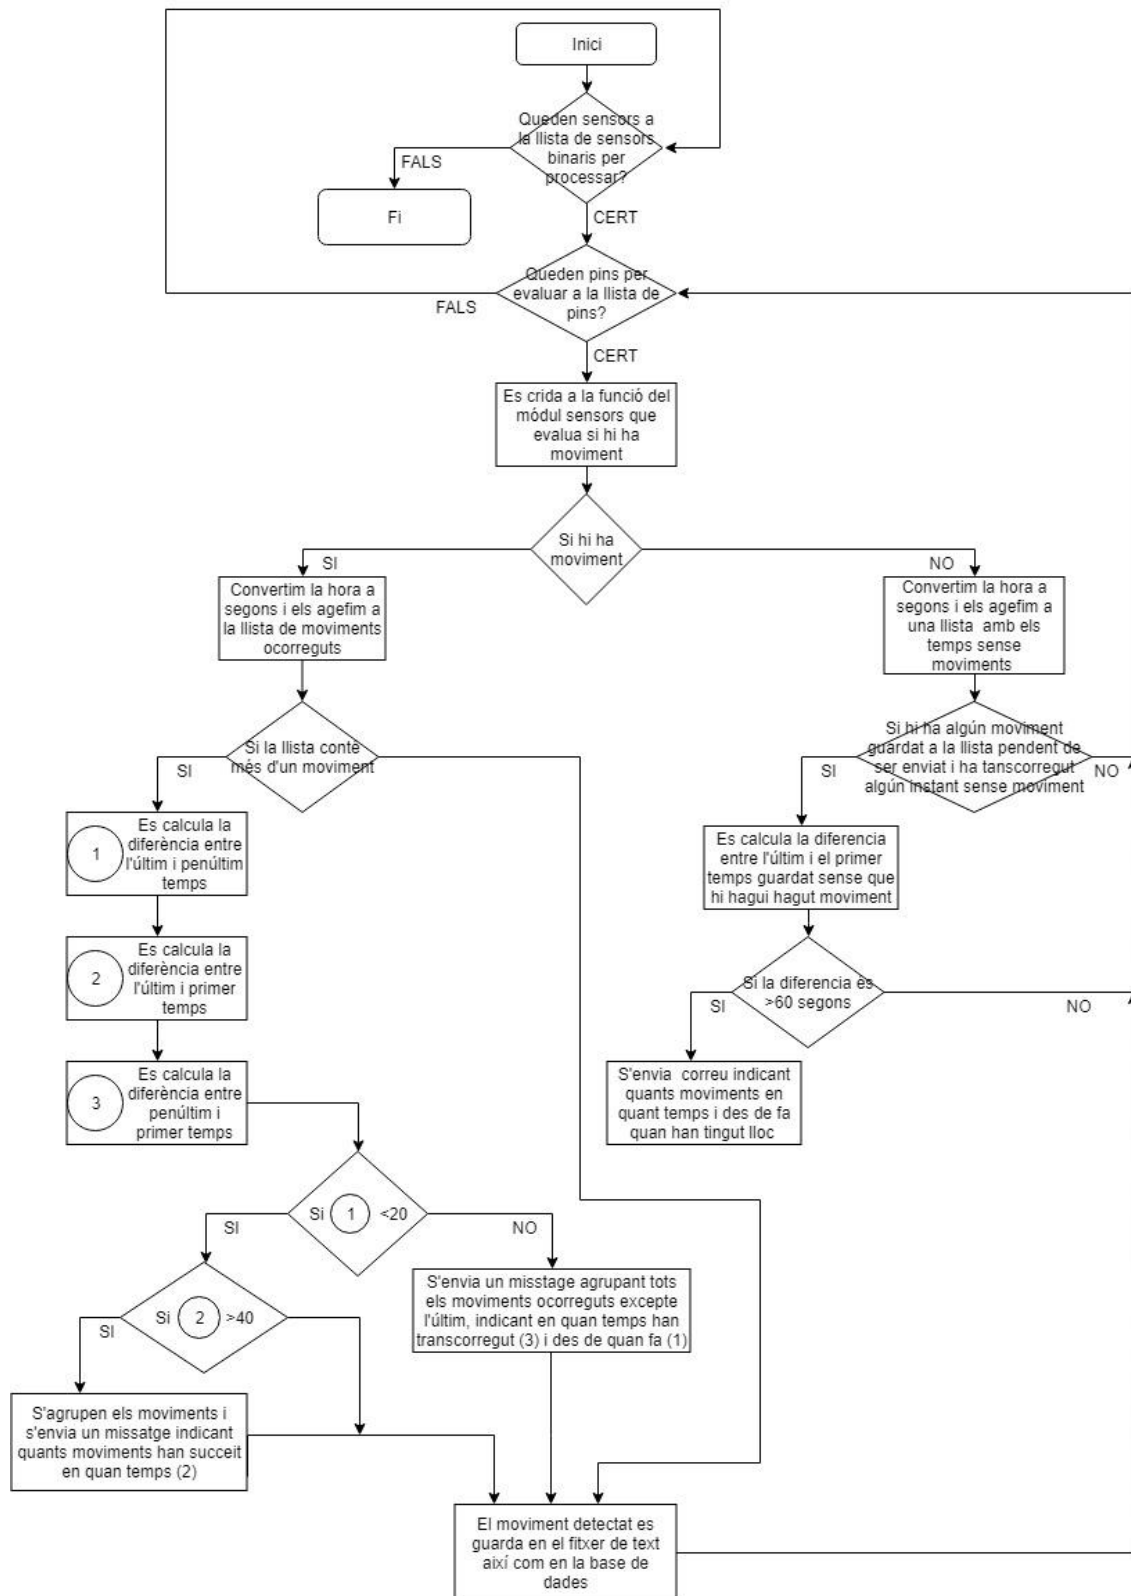 Inici
Queden sensors a
la llista de sensors
binaris per
processar?
FALS
Fi
CERT
Queden pins per
evaluar a la llista de
pins?
FALS
CERT
Es crida a la funció del
módul sensors que
evalua si hi ha
moviment
Si hi ha
moviment
SI
NO
Convertim la hora a
segons i els agefim a
la llista de moviments
ocorreguts
Convertim la hora a
segons i els agefim a
una llista amb els
temps sense
moviments
Si la llista conté
més d'un moviment
SI
Si hi ha algún moviment
guardat a la llista pendent de
ser enviat i ha tanscorregut
algún instant sense moviment
SI
NO
1
Es calcula la
diferència entre
l'últim i penúltim
temps
Es calcula la diferencia
entre l'últim i el primer
temps guardat sense que
hi hagui hagut moviment
2
Es calcula la
diferència entre
l'últim i primer
temps
Si la diferencia és
>60 segons
SI
NO
3
Es calcula la
diferència entre
penúltim i
primer temps
S'envia correu indicant
quants moviments en
quant temps i des de fa
quan han tingut lloc
Si 1 <20
SI
NO
Si 2 >40
SI
S'envia un misstage agrupant tots
els moviments ocorreguts excepte
l'últim, indicant en quan temps han
transcorregut (3) i des de quan fa (1)
S'agrupen els moviments i
s'envia un missatge indicant
quants moviments han succeit
en quan temps (2)
El moviment detectat es
guarda en el fitxer de text
així com en la base de
dades